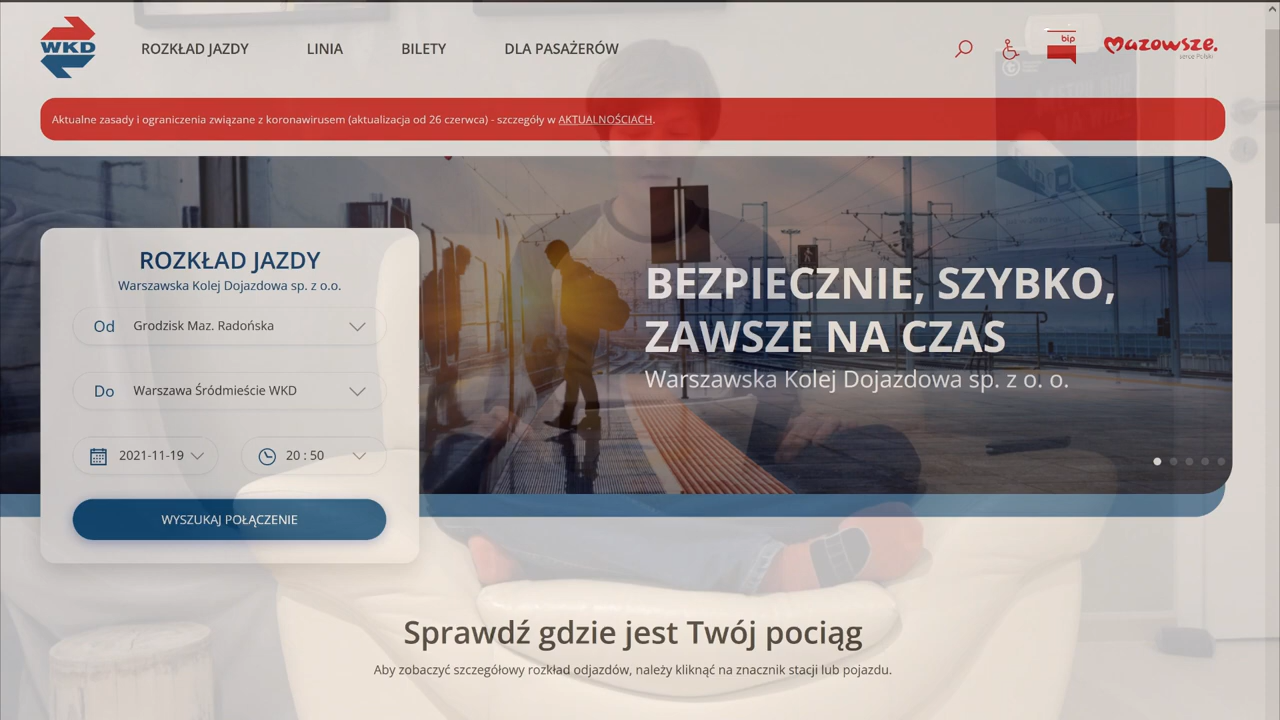 WKD
ROZKŁAD JAZDY
LINIA
BILETY
DLA PASAŻERÓW
bip
Mazowsze.
serce Polski
Aktualne zasady i ograniczenia związane z koronawirusem (aktualizacja od 26 czerwca) - szczegóły w AKTUALNOŚCIACH.
ROZKŁAD JAZDY
Warszawska Kolej Dojazdowa sp. z o.o.
Od Grodzisk Maz. Radońska
Do Warszawa Śródmieście WKD
2021-11-19
20 : 50
WYSZUKAJ POŁĄCZENIE
BEZPIECZNIE, SZYBKO,
ZAWSZE NA CZAS
Warszawska Kolej Dojazdowa sp. z o. o.
Sprawdź gdzie jest Twój pociąg
Aby zobaczyć szczegółowy rozkład odjazdów, należy kliknąć na znacznik stacji lub pojazdu.